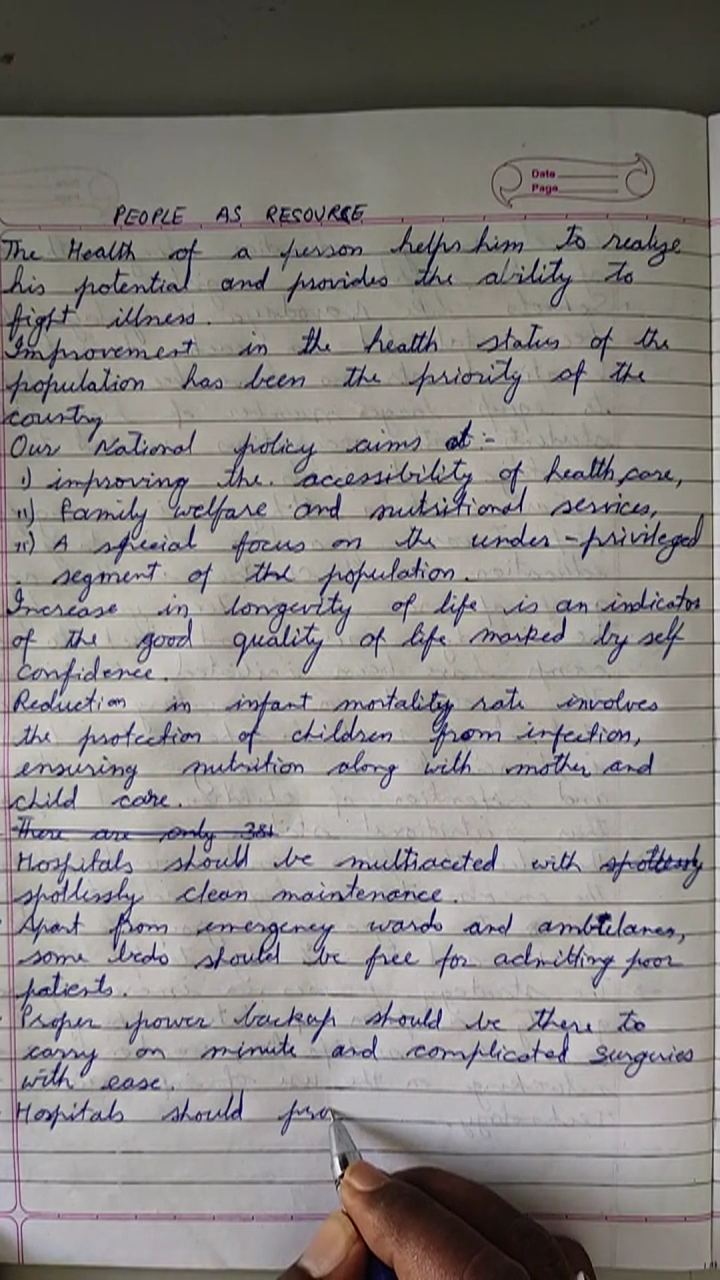 Date
Page
PEOPLE AS RESOURCE
The Health of a person helps him to realize
his potential and provides the ability to
fight illness.
Improvement in the health status of the
population has been the priority of the
country
Our National policy aims at :-
i) improving the. accessibility of health care,
ii) Family welfare and nutritional services,
ii) A special focus on the under-privileged
segment of the population.
Increase in longevity of life is an indicator
of the good quality of life marked by self
confidence.
Reduction in infant mortality rate involves
the protection of children from infection,
ensuring nutrition along with mother and
child care.
There are only 381
Hospitals should be multiaceted with spotlessly
spotlessly clean maintenance.
Apart from emergency wards and
some beds should be free for admitting poor
patients.
Proper power backup should be there to
carry on minute and complicated surgeries
with ease.
Hospitals should pro